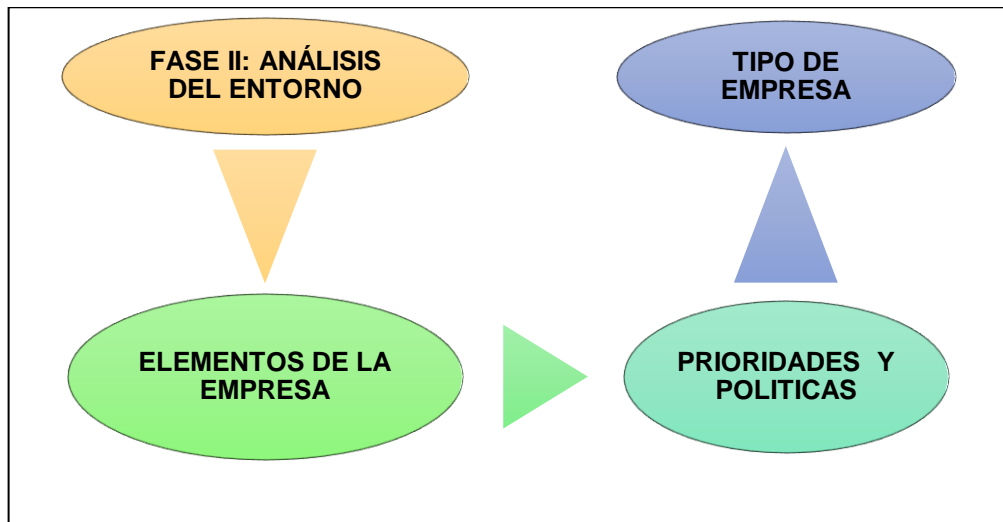 FASE II: ANÁLISIS
DEL ENTORNO
ELEMENTOS DE LA
EMPRESA
PRIORIDADES Y
POLITICAS
TIPO DE
EMPRESA